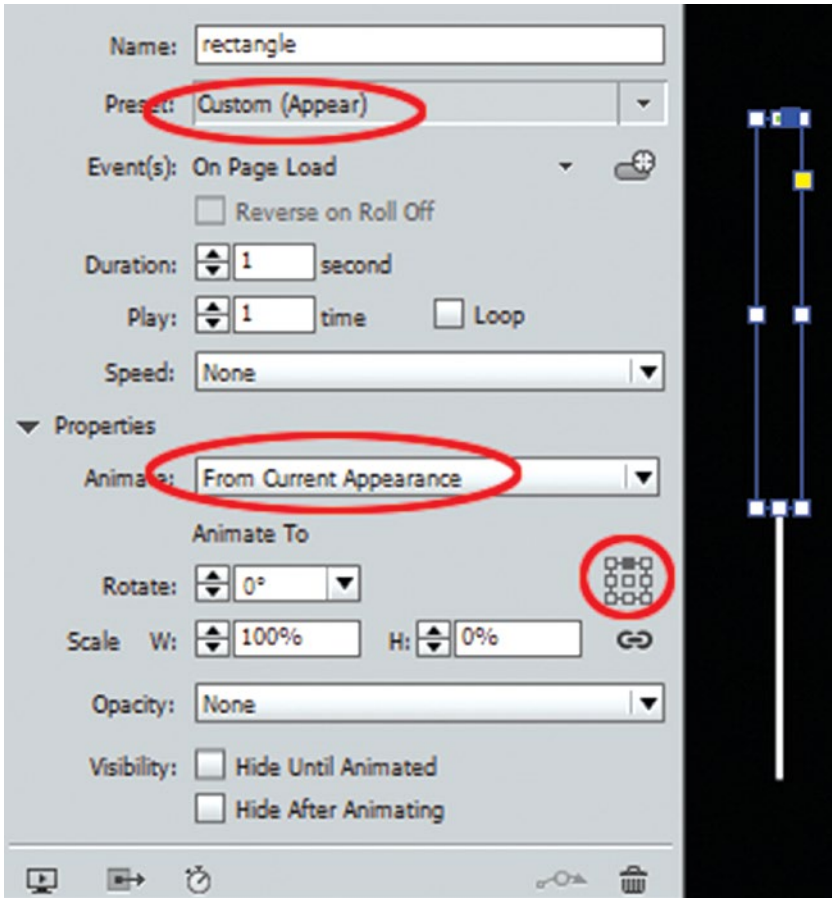 Name: rectangle
Preset: Custom (Appear)
Event(s): On Page Load
Reverse on Roll Off
Duration: 1 second
Play: 1 time Loop
Speed: None
Properties
Animate: From Current Appearance
Animate To
Rotate: 0°
Scale W: 100% H: 0%
Opacity: None
Visibility: Hide Until Animated
Hide After Animating